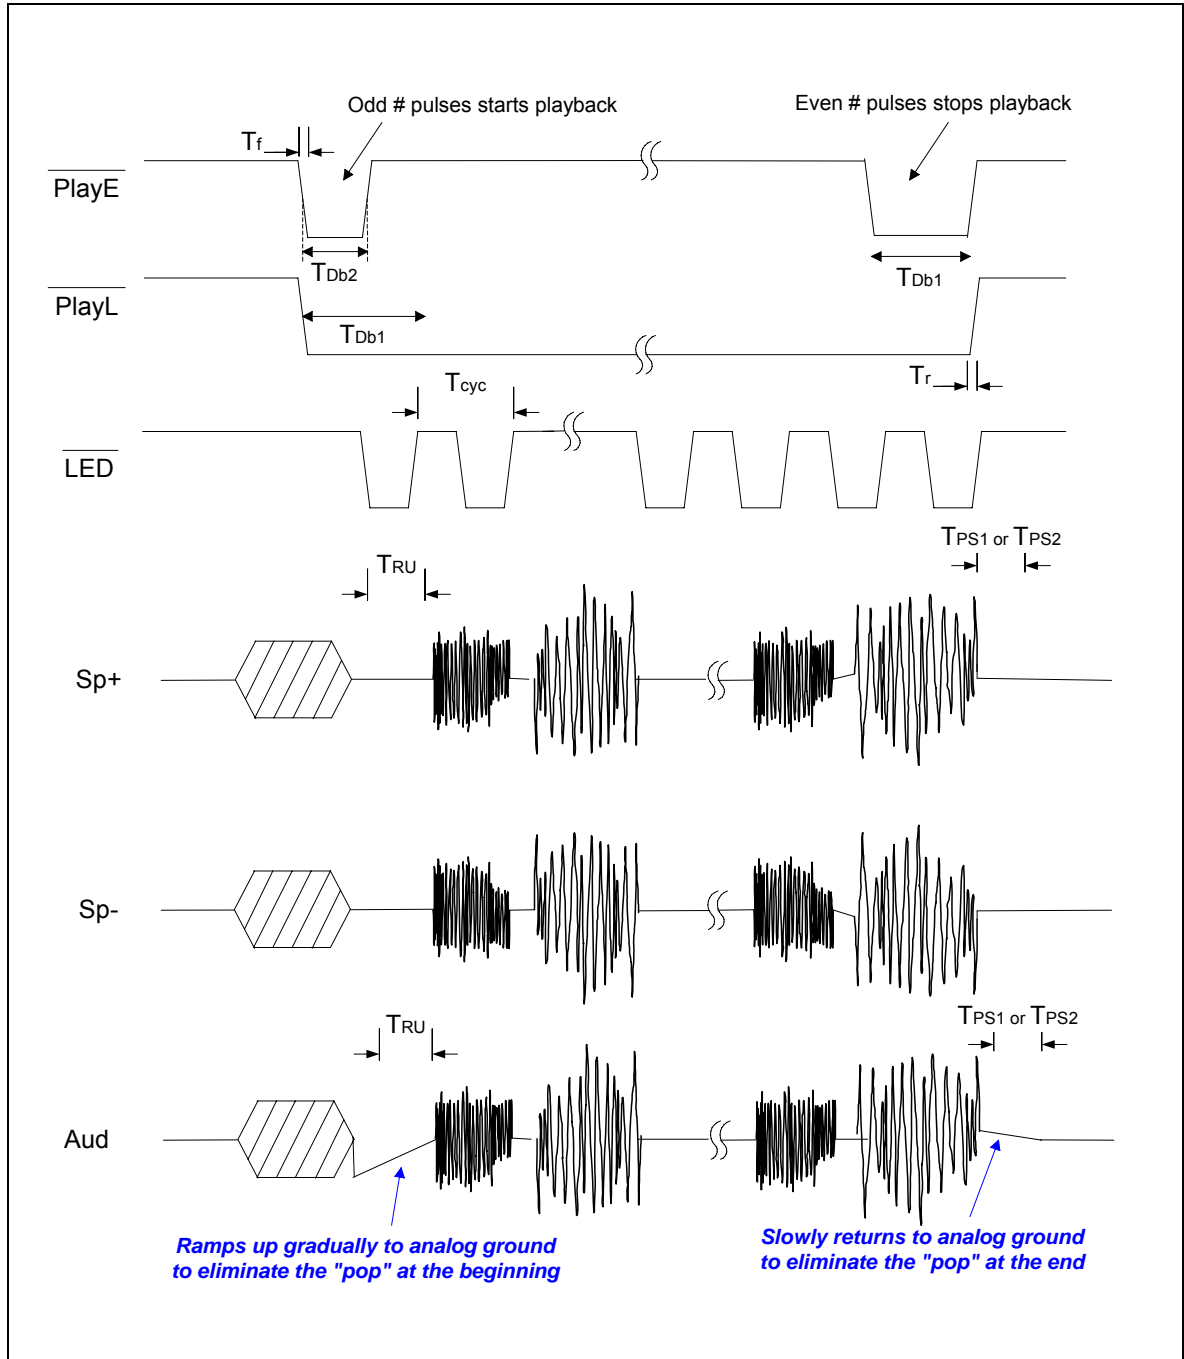 Odd # pulses starts playback
Even # pulses stops playback
Tf
PlayE
TDb2
TDb1
PlayL
TDb1
Tr
Tcyc
LED
TPS1 or TPS2
TRU
Sp+
Sp-
TRU
TPS1 or TPS2
Aud
Ramps up gradually to analog ground
to eliminate the "pop" at the beginning
Slowly returns to analog ground
to eliminate the "pop" at the end